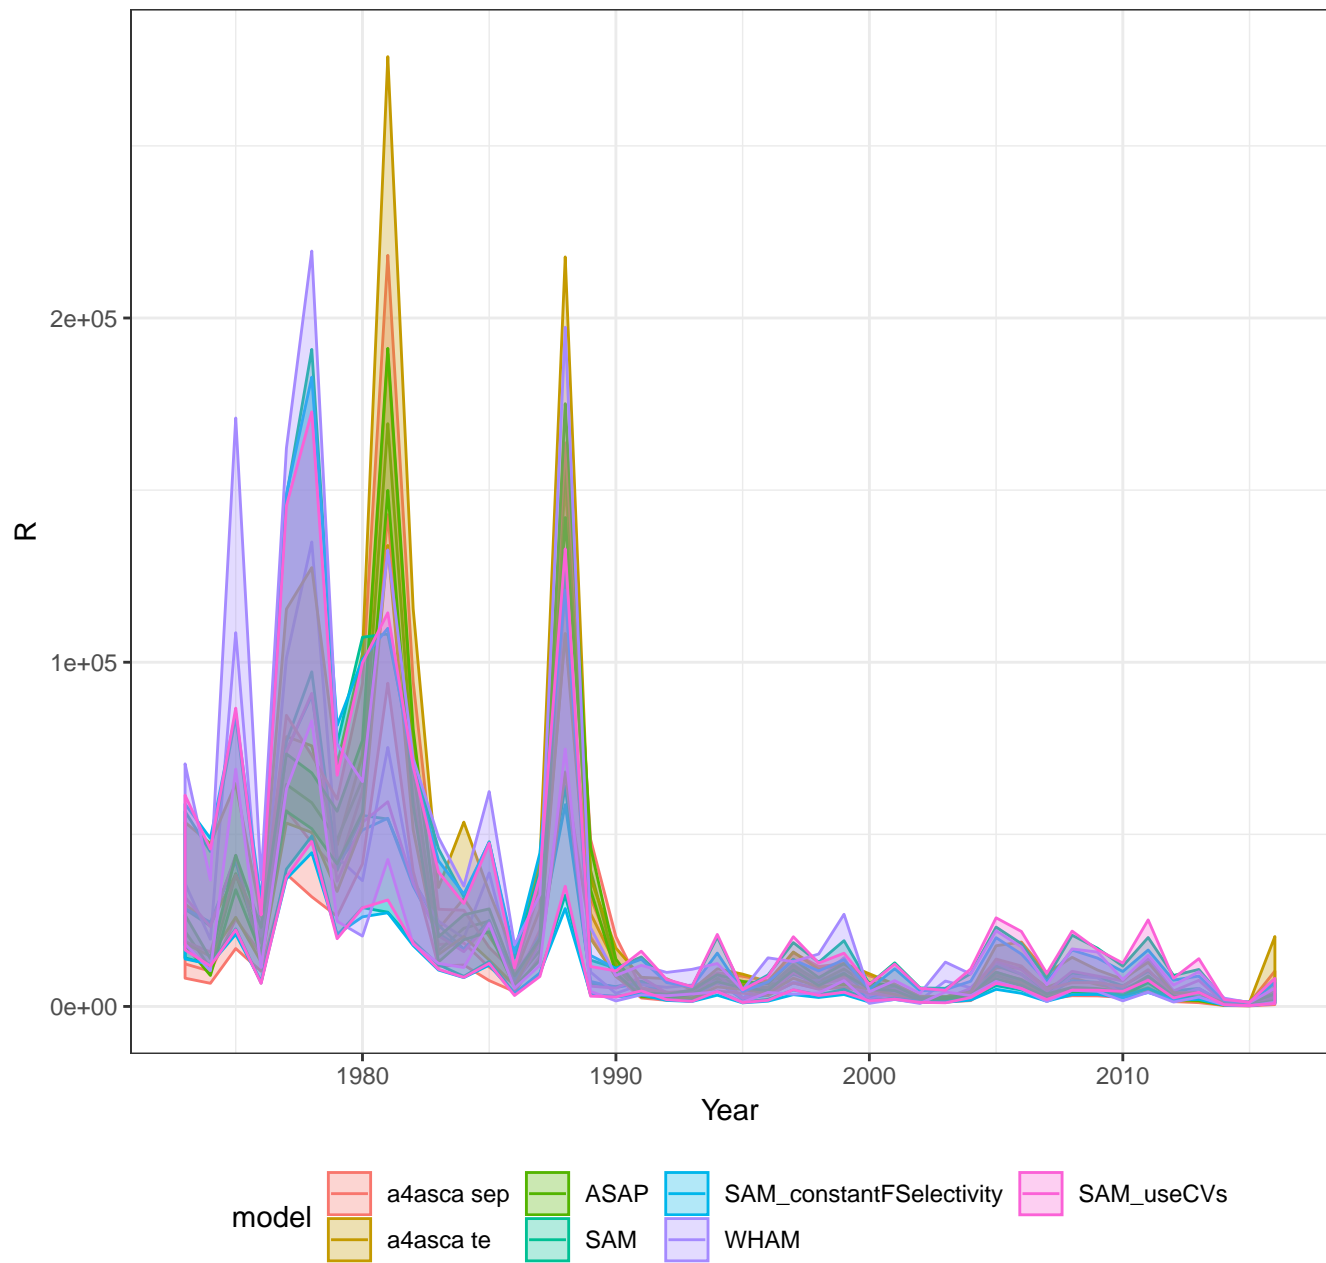 R
2e+05
1e+05
0e+00
1980 1990 2000 2010
Year
model
a4asca sep ASAP SAM_constantFSelectivity SAM_useCVs
a4asca te SAM WHAM